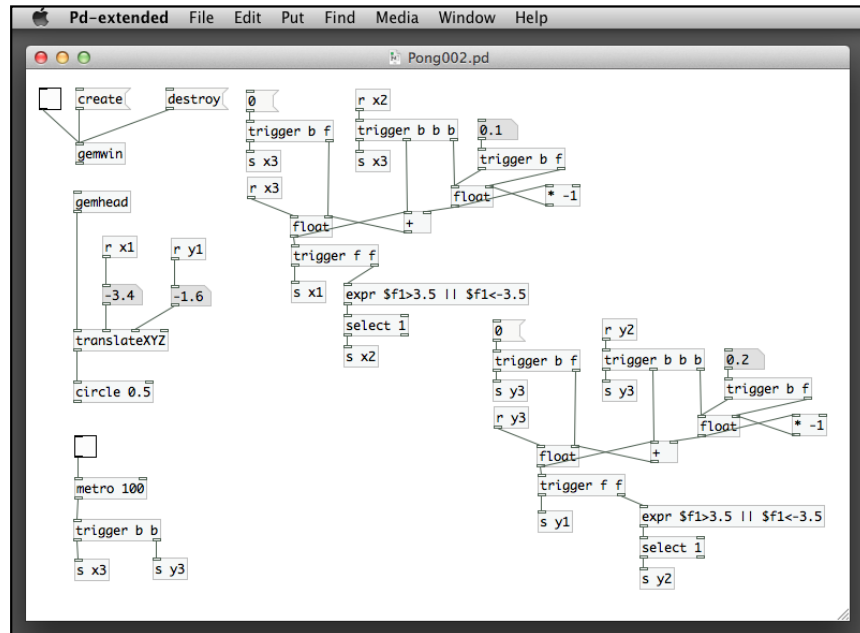 Pd-extended File Edit Put Find Media Window Help
Pong002.pd
create
destroy
gemwin
gemhead
r x1
r y1
-3.4
-1.6
translateXYZ
circle 0.5
metro 100
trigger b b
s x3
s y3
0
trigger b f
s x3
r x3
r x2
trigger b b b
s x3
0.1
trigger b f
float
* -1
float
+
trigger f f
s x1
expr $f1>3.5 || $f1<-3.5
select 1
s x2
0
trigger b f
s y3
r y3
r y2
trigger b b b
s y3
0.2
trigger b f
float
* -1
float
+
trigger f f
s y1
expr $f1>3.5 || $f1<-3.5
select 1
s y2